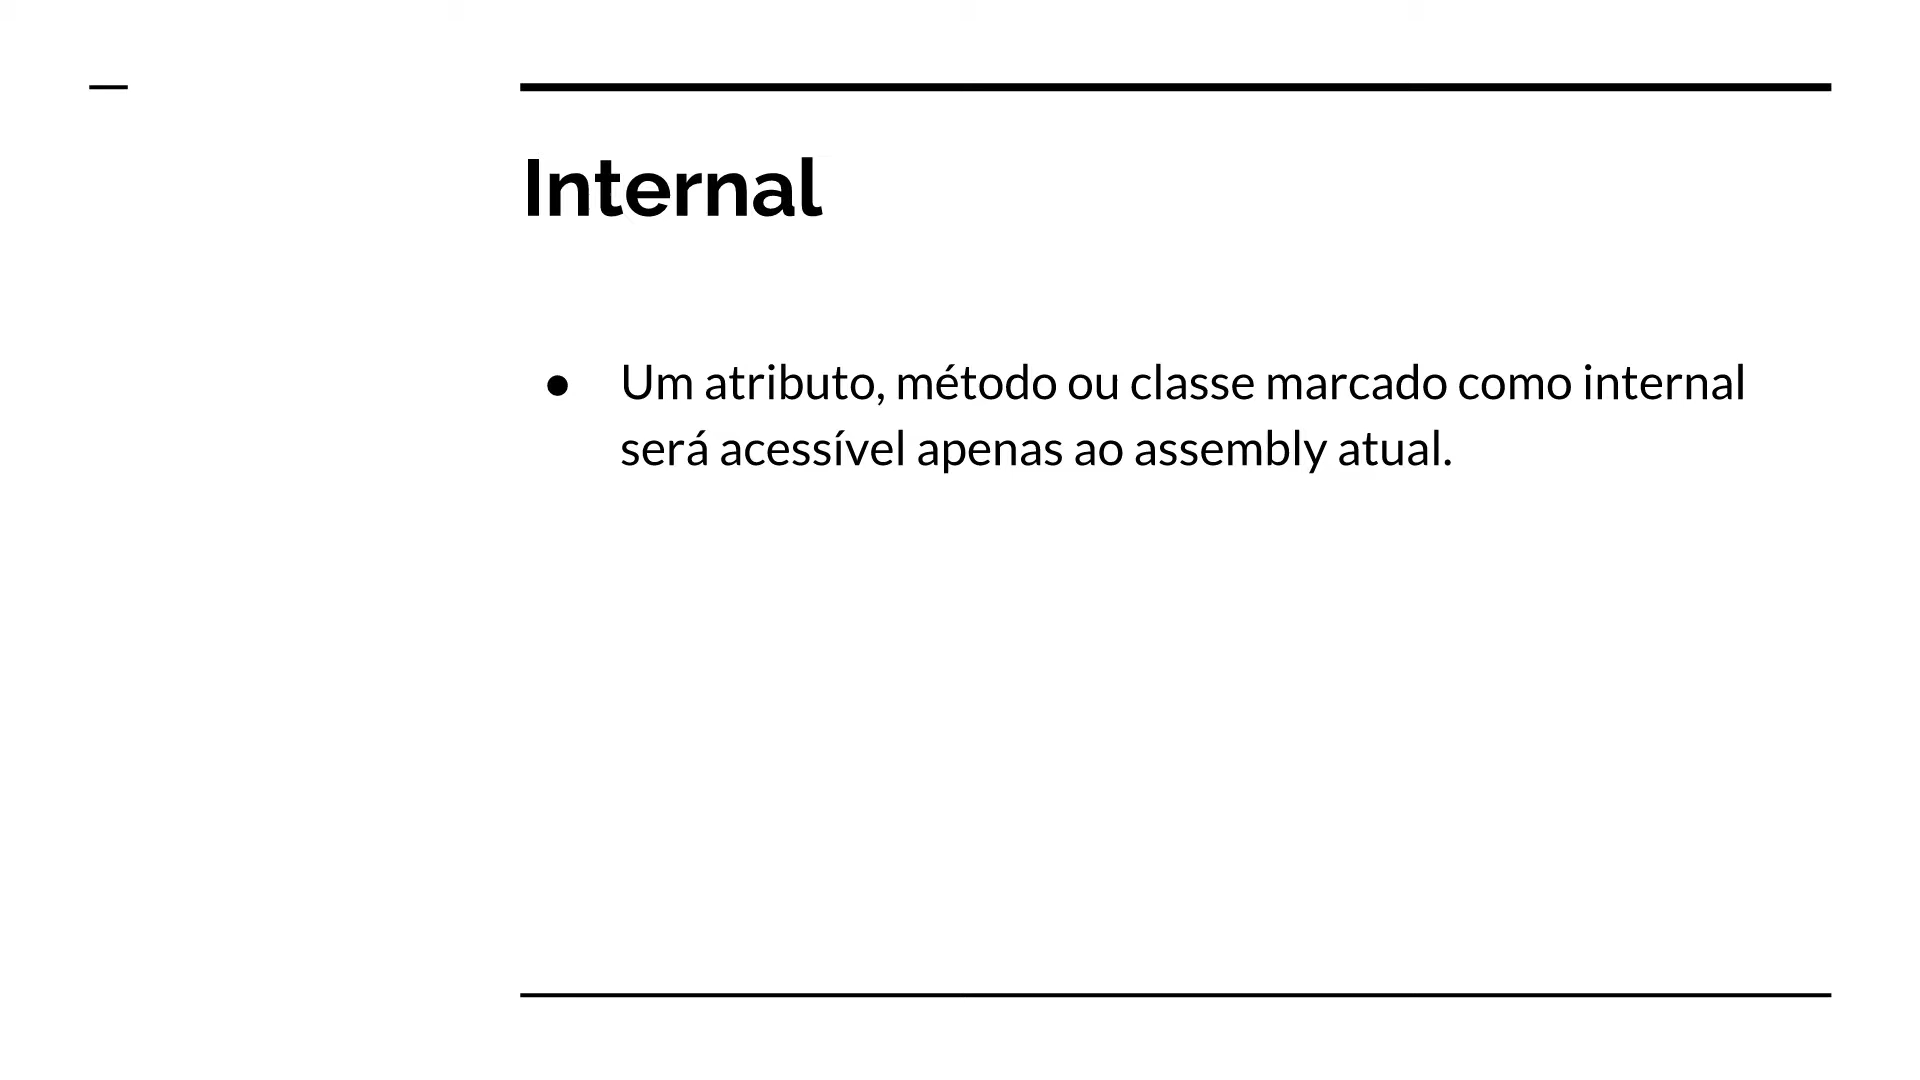 Internal
● Um atributo, método ou classe marcado como internal
será acessível apenas ao assembly atual.